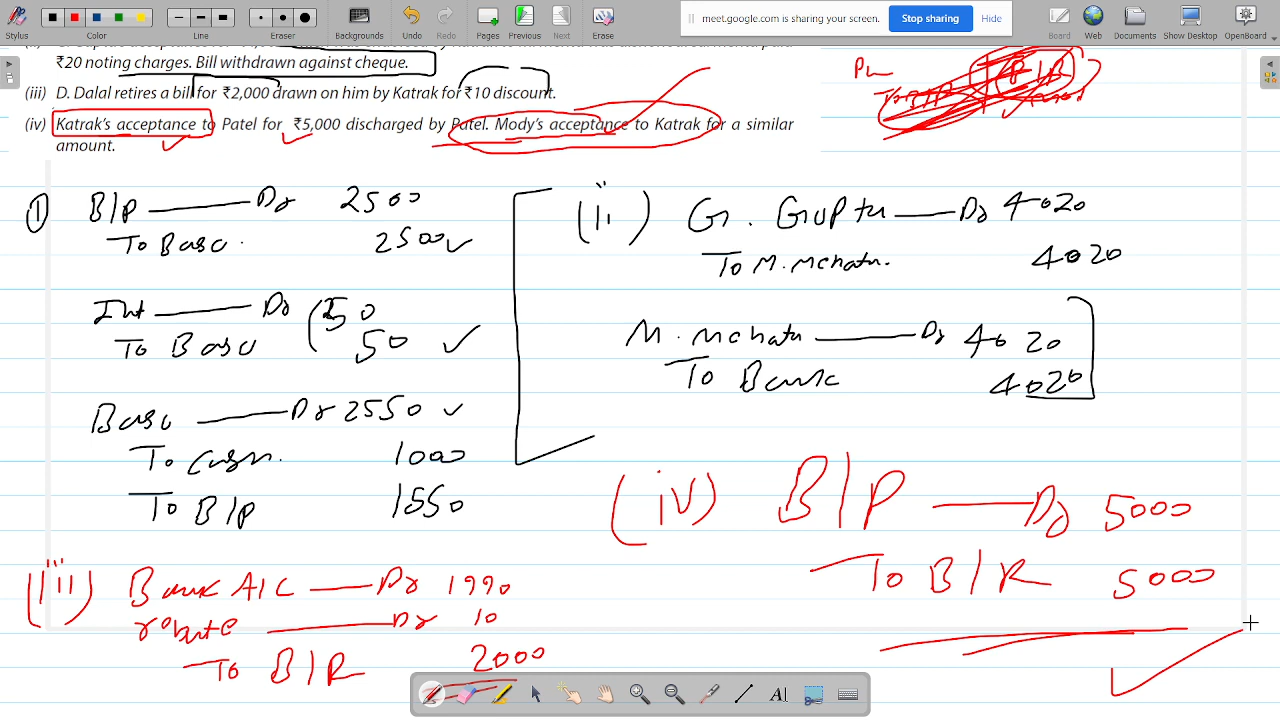 Stylus Color Line Eraser Backgrounds Undo Redo Pages Previous Next Erase
meet.google.com is sharing your screen. Stop sharing Hide
Board Web Documents Show Desktop OpenBoard
₹20 noting charges. Bill withdrawn against cheque.
(iii) D. Dalal retires a bill for ₹2,000 drawn on him by Katrak for ₹10 discount.
(iv) Katrak's acceptance to Patel for ₹5,000 discharged by Patel. Mody's acceptance to Katrak for a similar
amount.
① B/P Dr 2500
To Basu 2500
Int Dr 50
To Basu 50
Basu Dr 2550
To Cash 1000
To B/P 1550
(ii) G. Gupta Dr 4020
To M. Mehata. 4020
M. Mehata Dr 4020
To Bank 4020
(iii) Bank A/C Dr 1990
rebate Dr 10
To B/R 2000
(iv) B/P Dr 5000
To B/R 5000